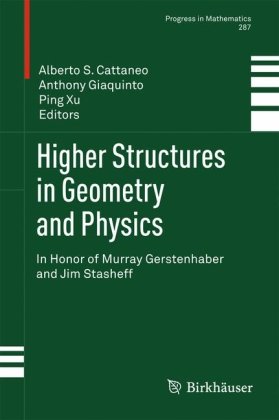 Progress in Mathematics
287
Alberto S. Cattaneo
Anthony Giaquinto
Ping Xu
Editors
Higher Structures
in Geometry
and Physics
In Honor of Murray Gerstenhaber
and Jim Stasheff
Birkhäuser